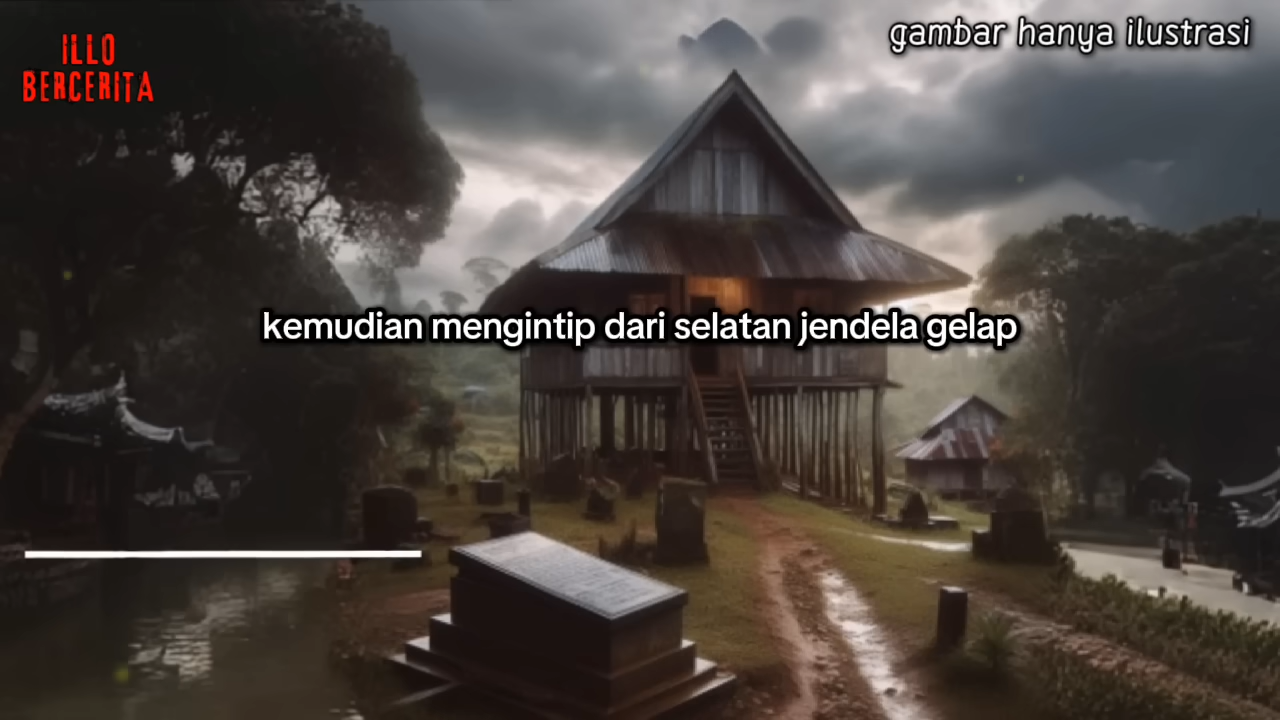 ILLO
BERCERITA
gambar hanya ilustrasi
kemudian mengintip dari selatan jendela gelap